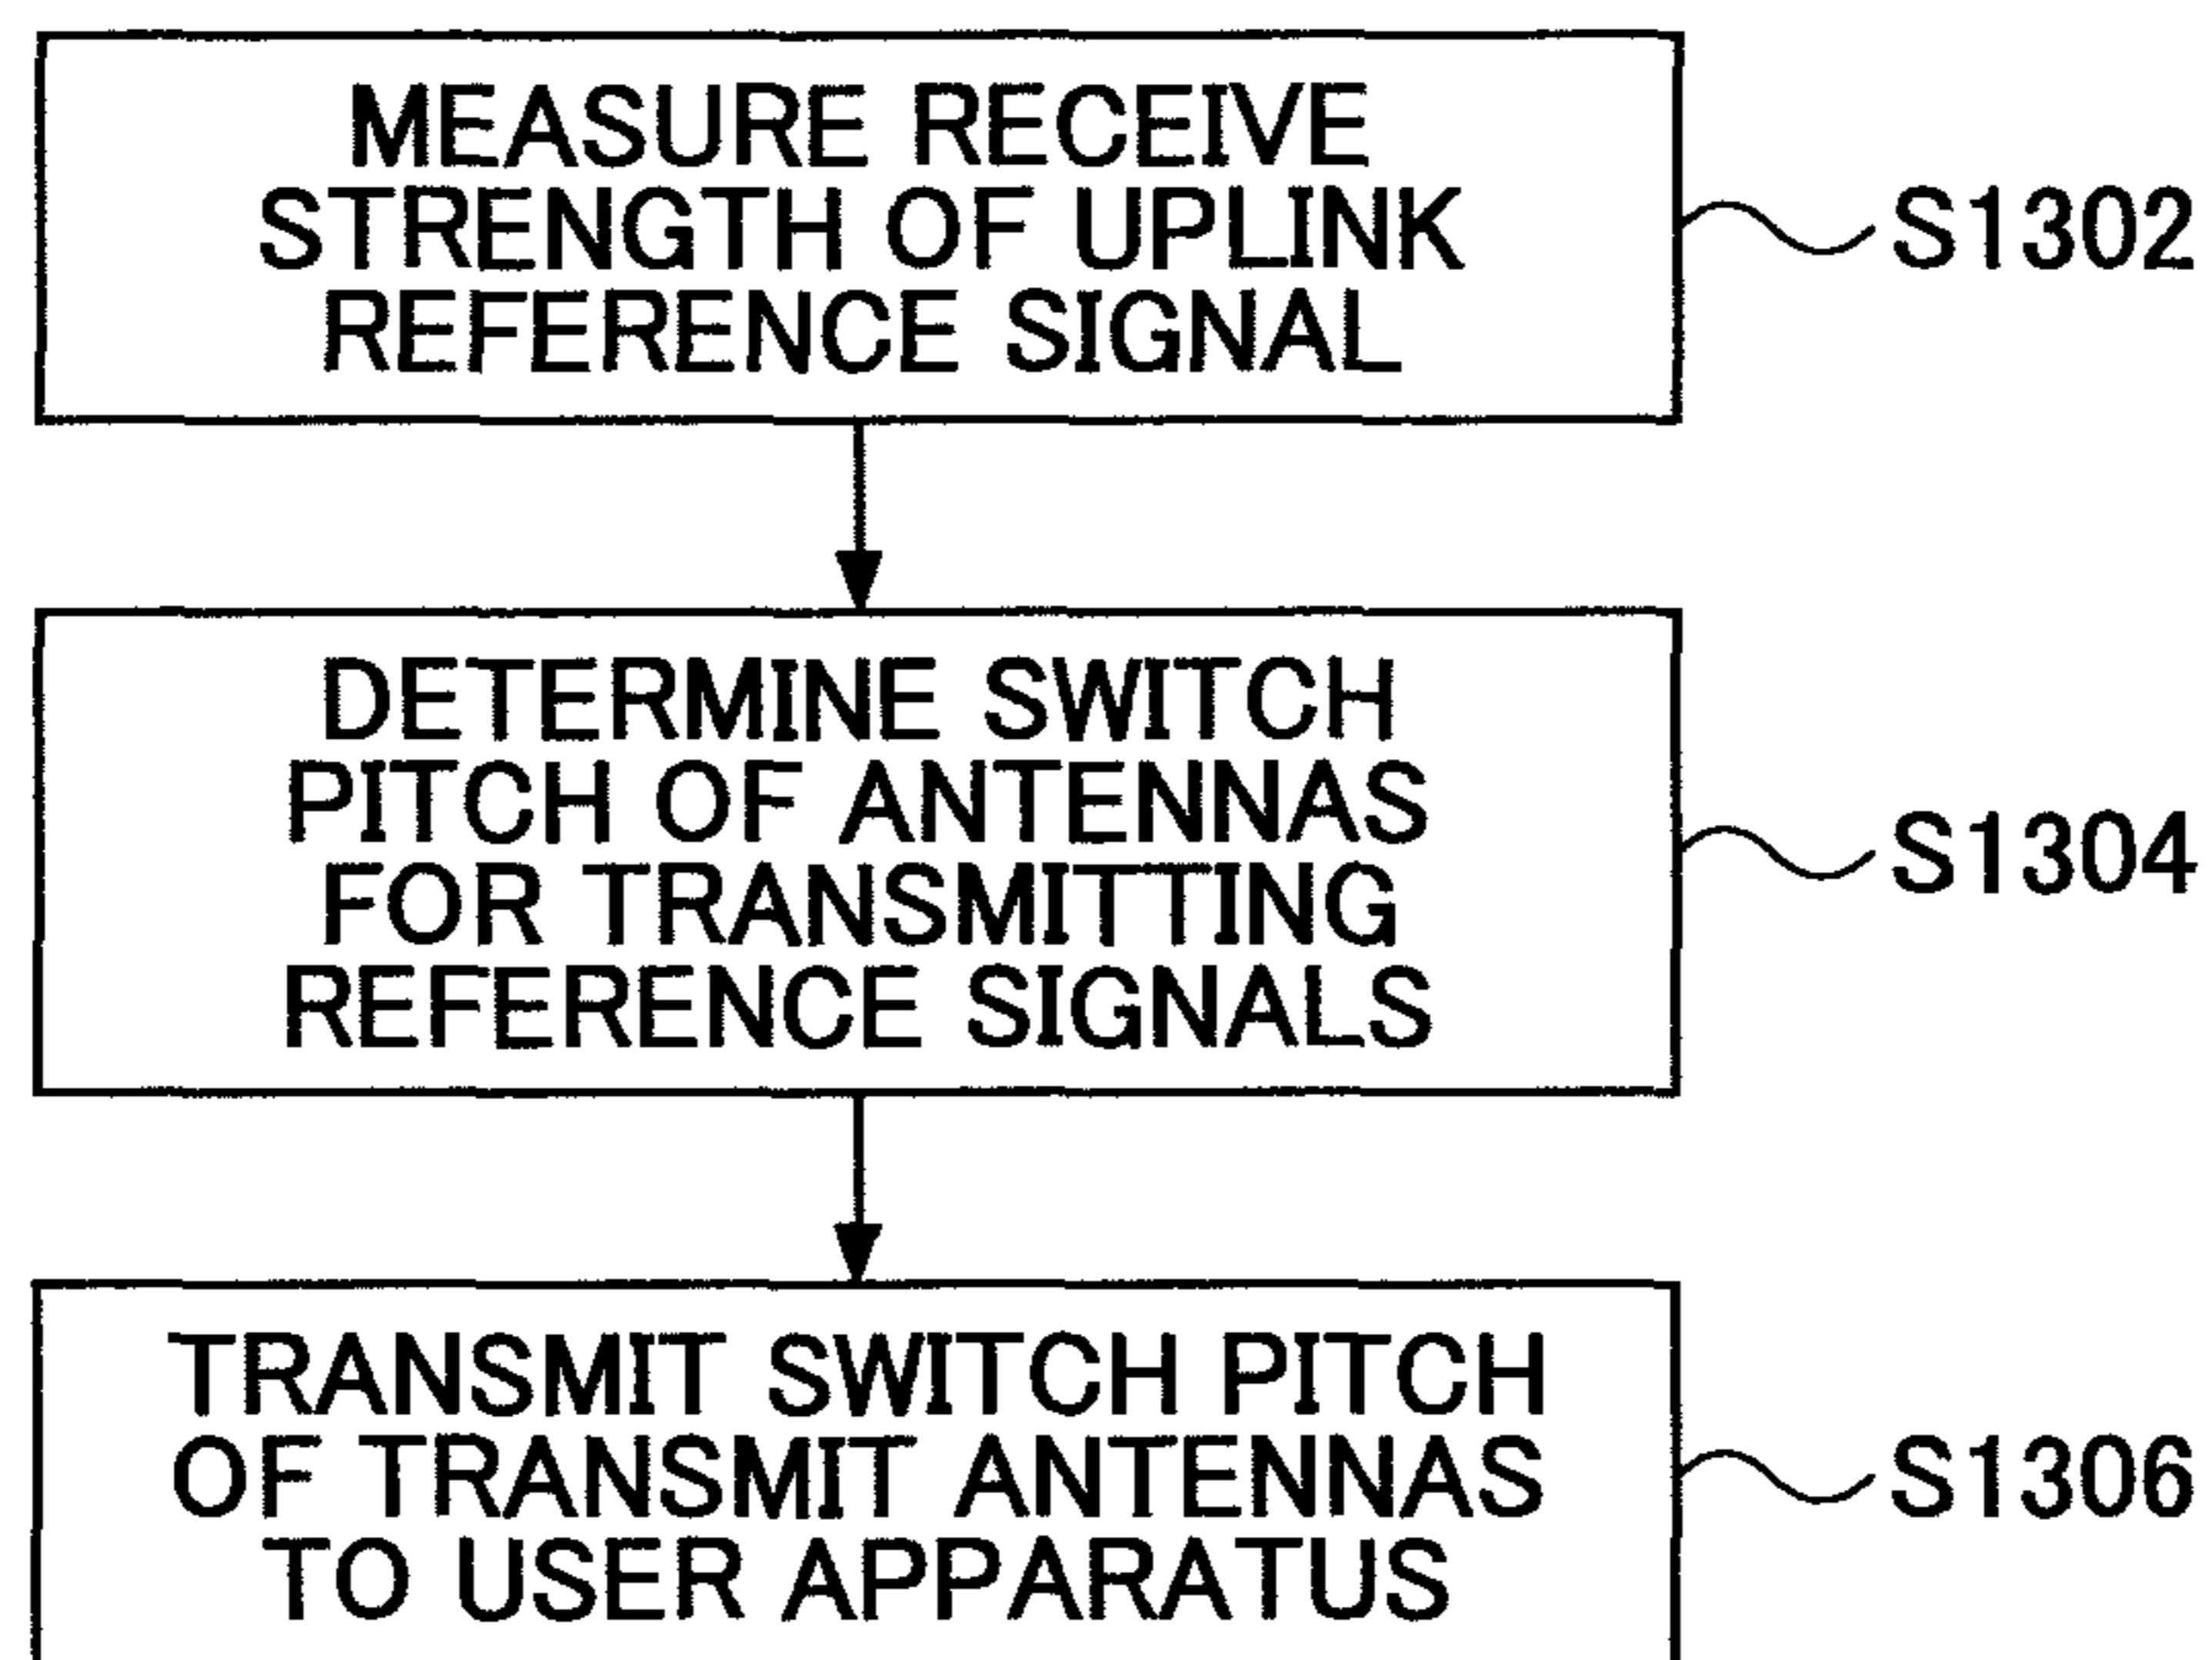 MEASURE RECEIVE
STRENGTH OF UPLINK
REFERENCE SIGNAL
S1302
DETERMINE SWITCH
PITCH OF ANTENNAS
FOR TRANSMITTING
REFERENCE SIGNALS
S1304
TRANSMIT SWITCH PITCH
OF TRANSMIT ANTENNAS
TO USER APPARATUS
S1306